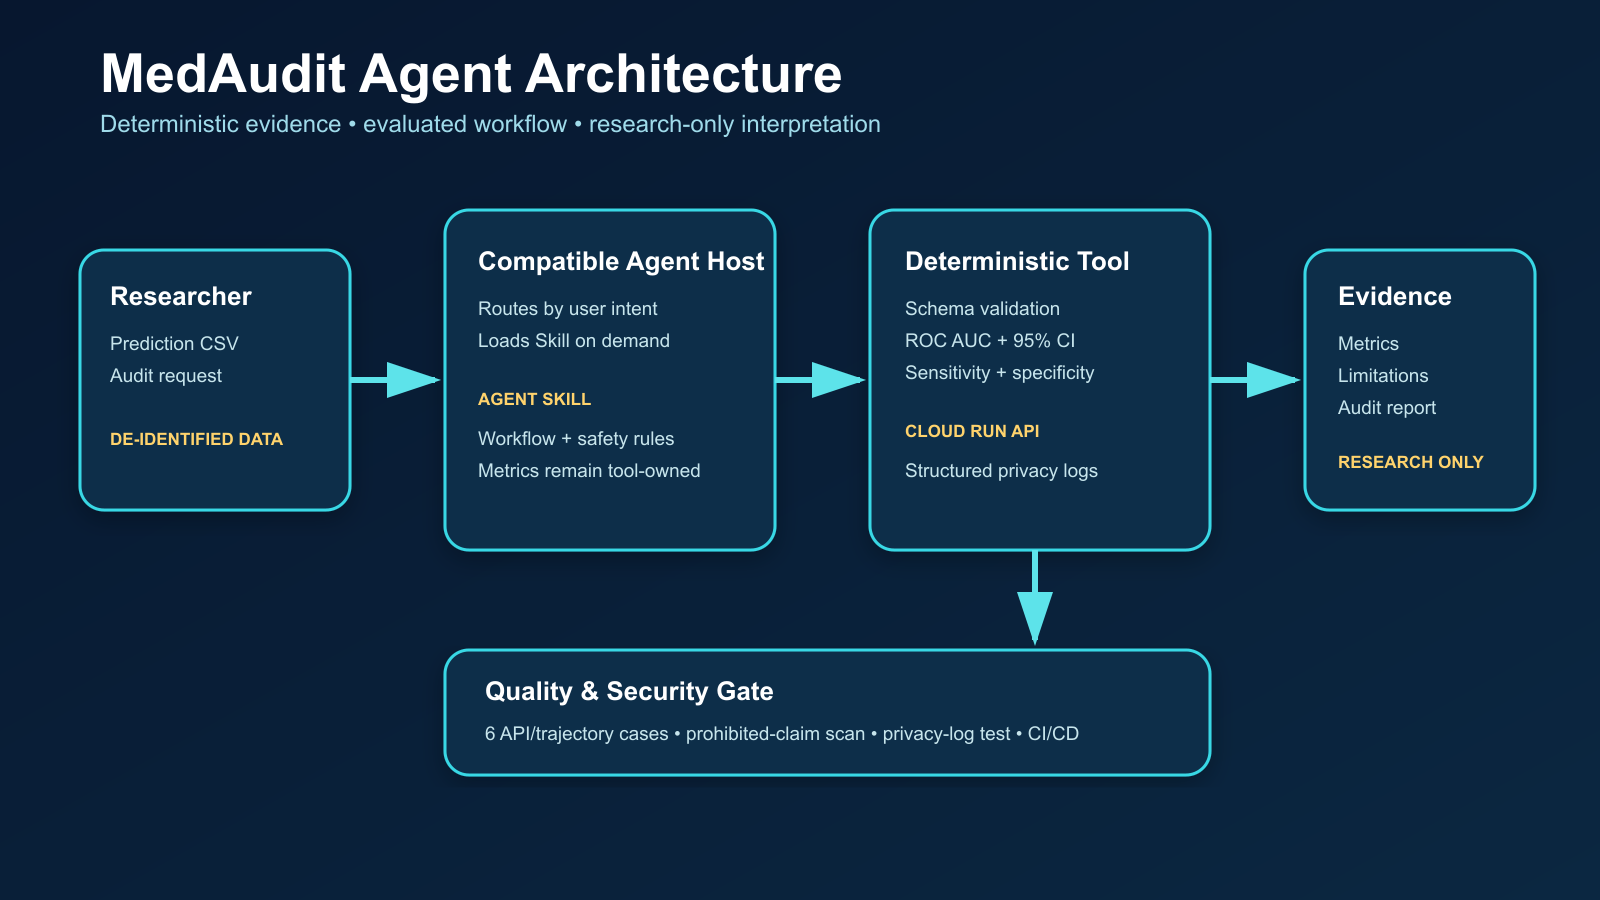 MedAudit Agent Architecture
Deterministic evidence • evaluated workflow • research-only interpretation
Researcher
Prediction CSV
Audit request
DE-IDENTIFIED DATA
Compatible Agent Host
Routes by user intent
Loads Skill on demand
AGENT SKILL
Workflow + safety rules
Metrics remain tool-owned
Deterministic Tool
Schema validation
ROC AUC + 95% CI
Sensitivity + specificity
CLOUD RUN API
Structured privacy logs
Evidence
Metrics
Limitations
Audit report
RESEARCH ONLY
Quality & Security Gate
6 API/trajectory cases • prohibited-claim scan • privacy-log test • CI/CD